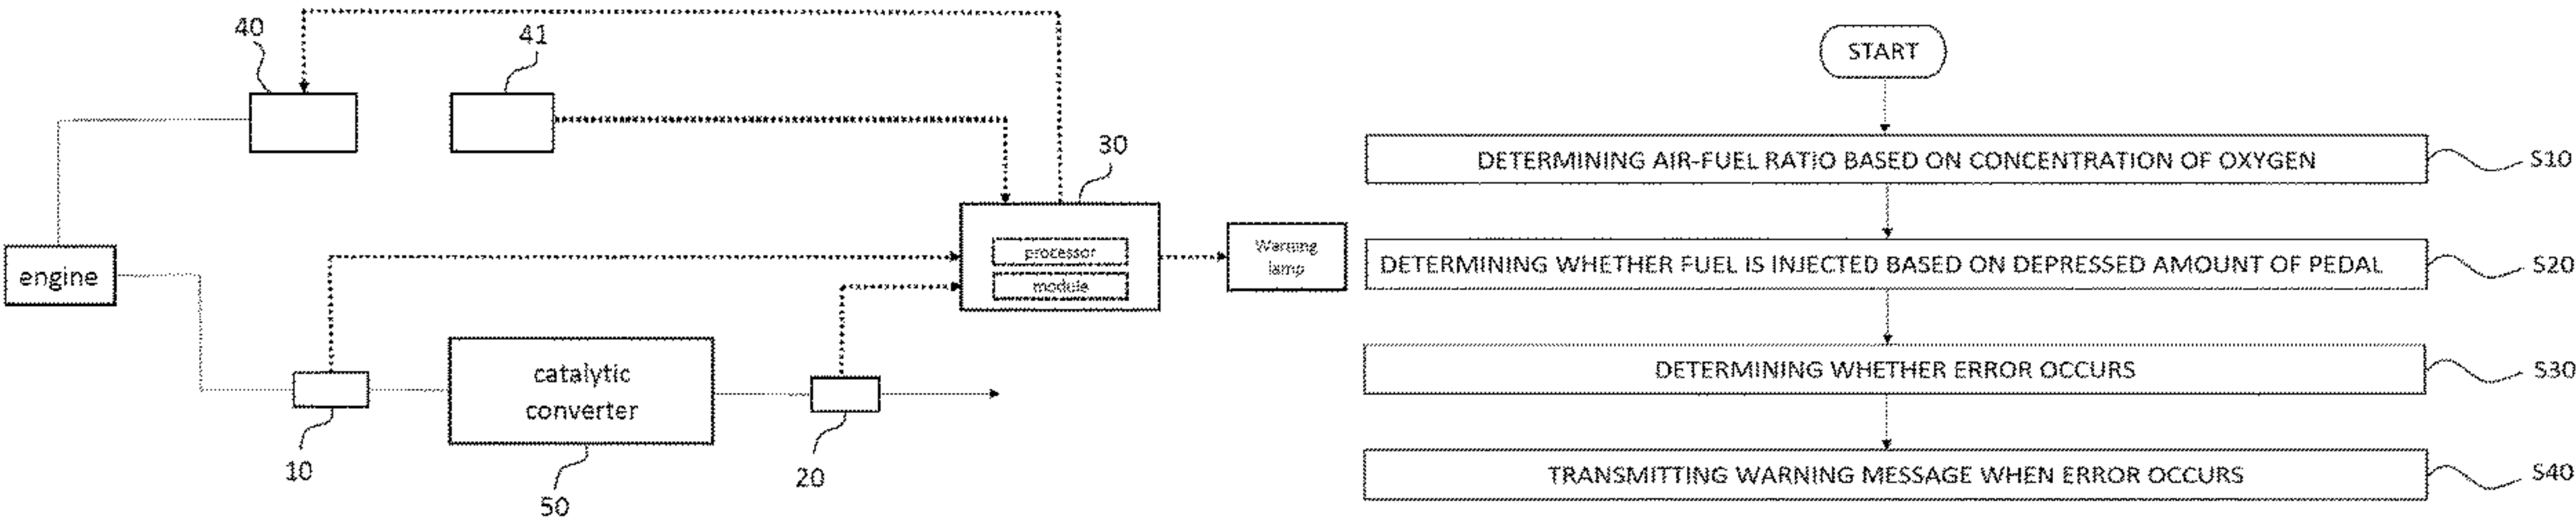 40
41
30
engine
processor
module
Warning
lamp
catalytic
converter
10
20
50
START
DETERMINING AIR-FUEL RATIO BASED ON CONCENTRATION OF OXYGEN
S10
DETERMINING WHETHER FUEL IS INJECTED BASED ON DEPRESSED AMOUNT OF PEDAL
S20
DETERMINING WHETHER ERROR OCCURS
S30
TRANSMITTING WARNING MESSAGE WHEN ERROR OCCURS
S40